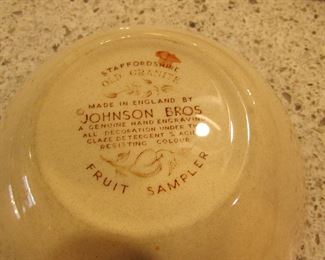 STAFFORDSHIRE
OLD GRANITE
MADE IN ENGLAND BY
JOHNSON BROS
A GENUINE HAND ENGRAVING
ALL DECORATION UNDER THE
GLAZE DETERGENT & ACID
RESISTING COLOUR
FRUIT SAMPLER